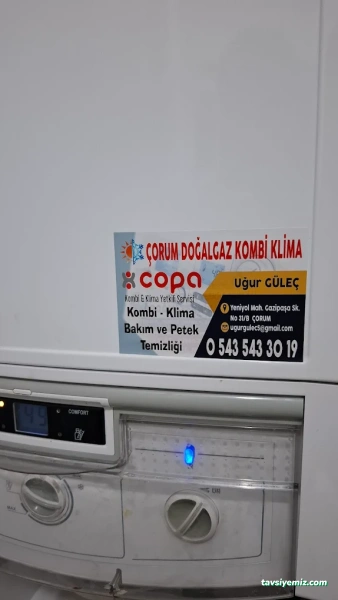 ÇORUM DOĞALGAZ KOMBİ KLİMA
copa
Kombi & Klima Yetkili Servisi
Uğur GÜLEÇ
Kombi - Klima
Bakım ve Petek
Temizliği
Yeniyol Mah. Gazipaşa Sk.
No 31/B ÇORUM
ugurgulec5@gmail.com
0 543 543 30 19
COMFORT
tavsiyemiz.com